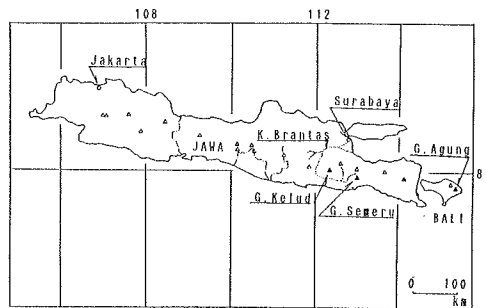 108
112
Jakarta
Surabaya
K.Brantas
JAWA
G.Agung
8
G.Kelud
G.Semeru
BALI
0 100
Km